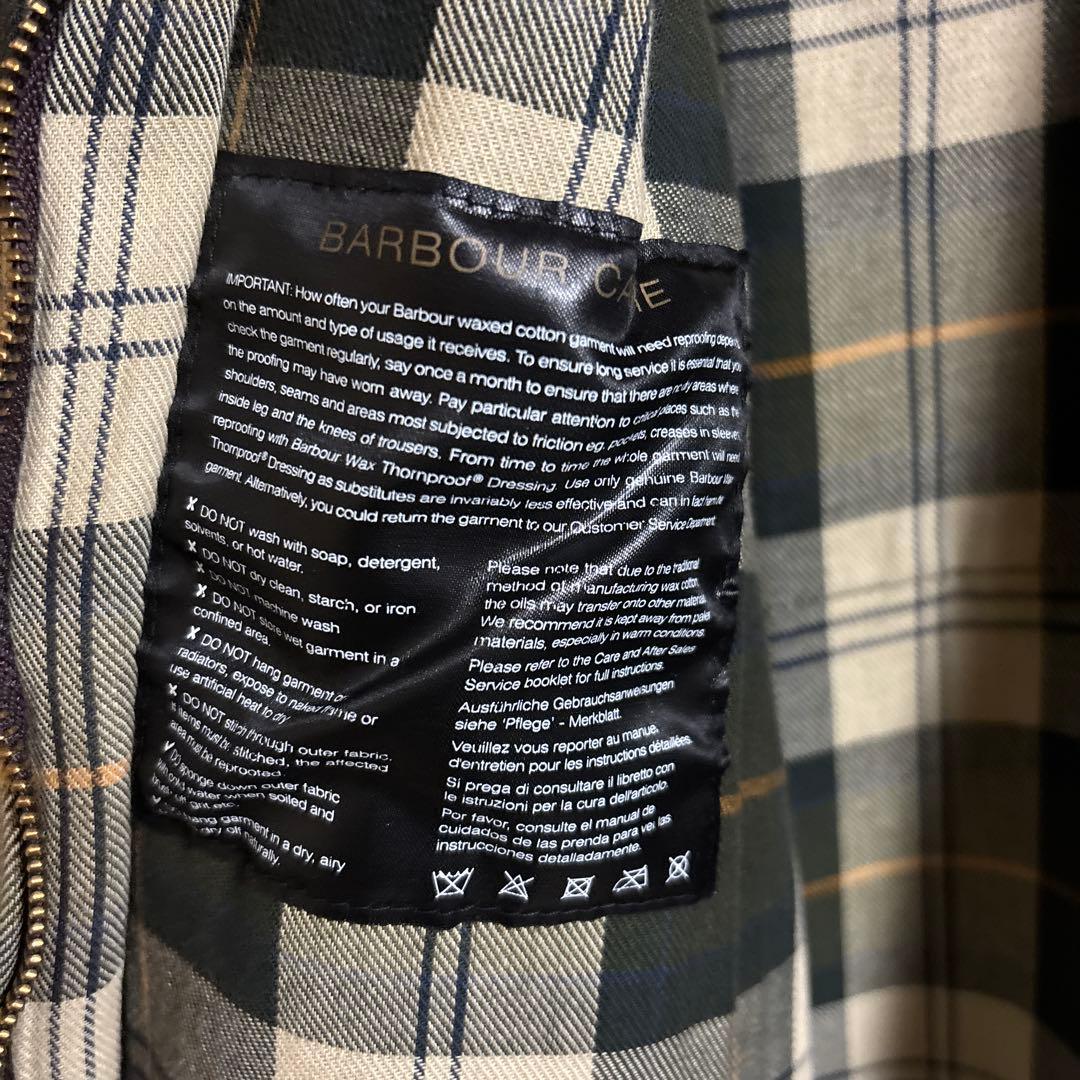 BARBOUR CARE
IMPORTANT: How often your Barbour waxed cotton garment will need reproofing depends
on the amount and type of usage it receives. To ensure long service it is essential that you
check the garment regularly, say once a month to ensure that there are no dry areas where
the proofing may have worn away. Pay particular attention to critical places such as the
shoulders, seams and areas most subjected to friction eg. pockets, creases in sleeves,
inside leg and the knees of trousers. From time to time the whole garment will need
reproofing with Barbour Wax Thornproof® Dressing. Use only genuine Barbour Wax
Thornproof® Dressing as substitutes are invariably less effective and can in fact harm the
garment. Alternatively, you could return the garment to our Customer Service Department.
✗ DO NOT wash with soap, detergent,
solvents, or hot water.
✗ DO NOT dry clean, starch, or iron
✗ DO NOT machine wash
✗ DO NOT store wet garment in a
confined area.
✗ DO NOT hang garment or
radiators, expose to naked flame or
use artificial heat to dry
✗ DO NOT stitch through outer fabric.
If items must be stitched, the affected
area must be reproofed.
✓ DO sponge down outer fabric
with cold water when soiled and
garment in a dry, airy
dry off naturally.
Please note that due to the traditional
method of manufacturing wax cotton,
the oils may transfer onto other material.
We recommend it is kept away from pale
materials, especially in warm conditions.
Please refer to the Care and After Sales
Service booklet for full instructions.
Ausführliche Gebrauchsanweisungen
siehe 'Pflege' - Merkblatt.
Veuillez vous reporter au manue.
d'entretien pour les instructions détaillées.
Si prega di consultare il libretto con
le istruzioni per la cura dell'articolo.
Por favor, consulte el manual de
cuidados de las prenda para ver las
instrucciones detalladamente.